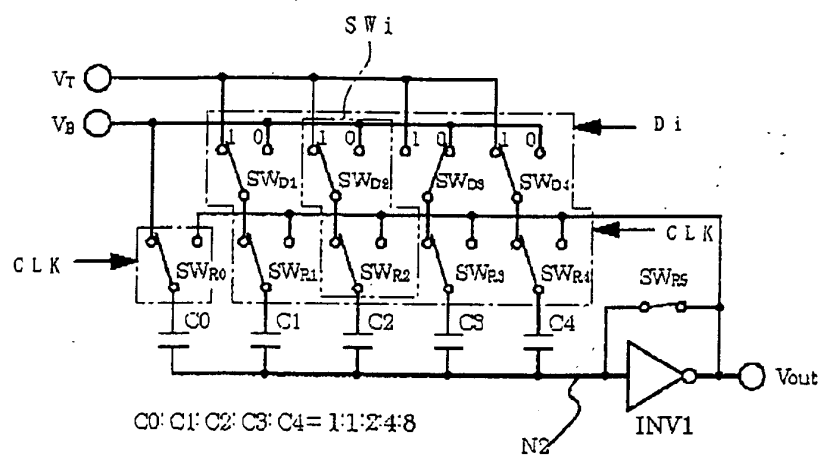 SWi
VT
VB
Di
1 0 1 0 1 0 1 0
SWD1 SWD2 SWD3 SWD4
CLK
CLK
SWR0 SWR1 SWR2 SWR3 SWR4 SWR5
C0 C1 C2 C3 C4
Vout
C0: C1: C2: C3: C4= 1:1:2:4:8
N2
INV1